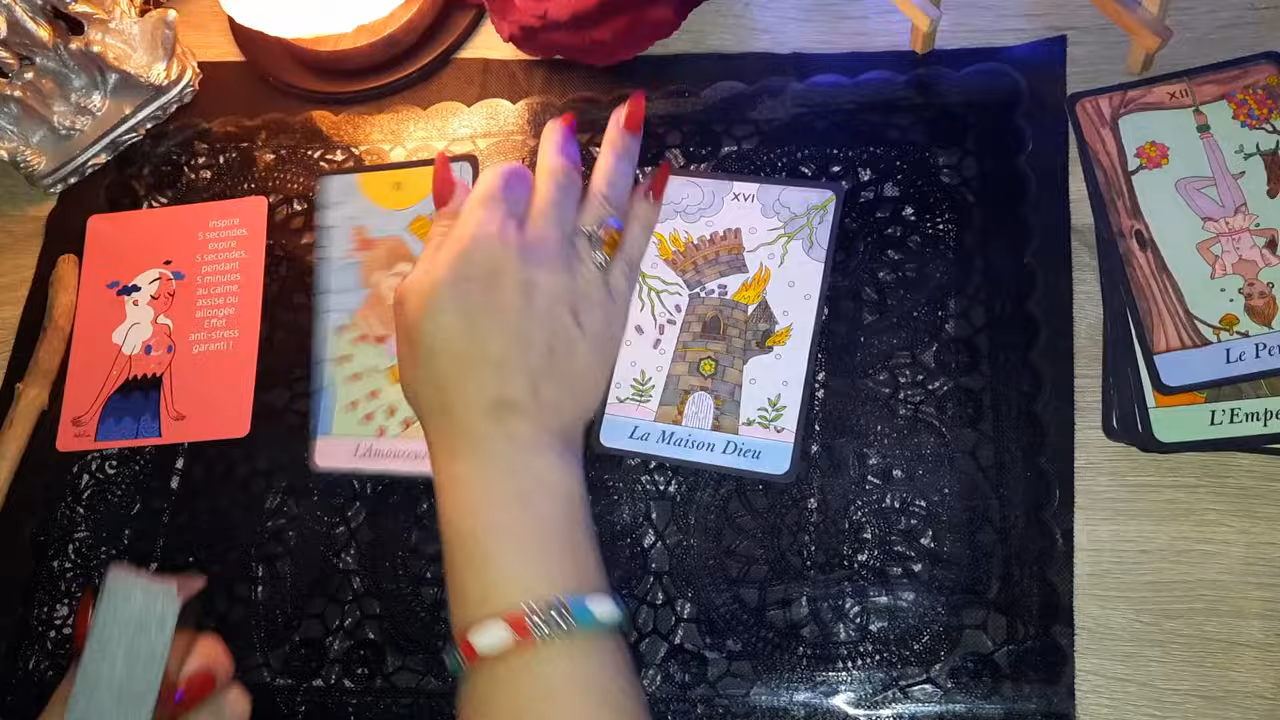 Inspire
5 secondes,
expire
5 secondes,
pendant
5 minutes
au calme,
assise ou
allongée
Effet
anti-stress
garanti !
XVI
La Maison Dieu
XII
Le